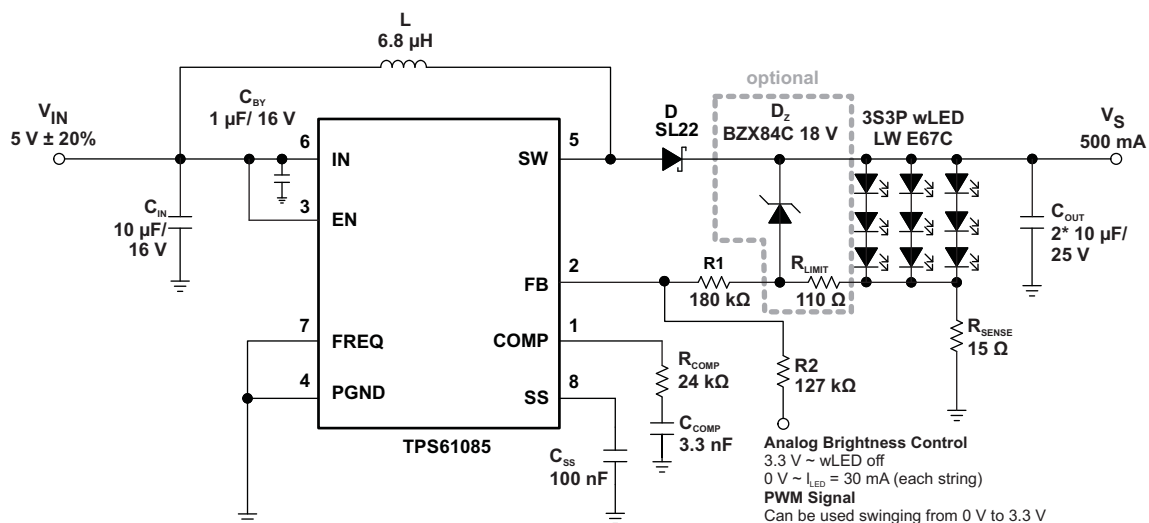 L
6.8 µH
optional
V_IN
5 V ± 20%
C_BY
1 µF/ 16 V
D
SL22
D_Z
BZX84C 18 V
3S3P wLED
LW E67C
V_S
500 mA
6
IN
SW
5
3
EN
C_IN
10 µF/
16 V
C_OUT
2* 10 µF/
25 V
FB
2
R1
180 kΩ
R_LIMIT
110 Ω
7
FREQ
COMP
1
R_SENSE
15 Ω
R_COMP
24 kΩ
R2
127 kΩ
4
PGND
SS
8
C_COMP
3.3 nF
TPS61085
C_SS
100 nF
Analog Brightness Control
3.3 V ~ wLED off
0 V ~ I_LED = 30 mA (each string)
PWM Signal
Can be used swinging from 0 V to 3.3 V